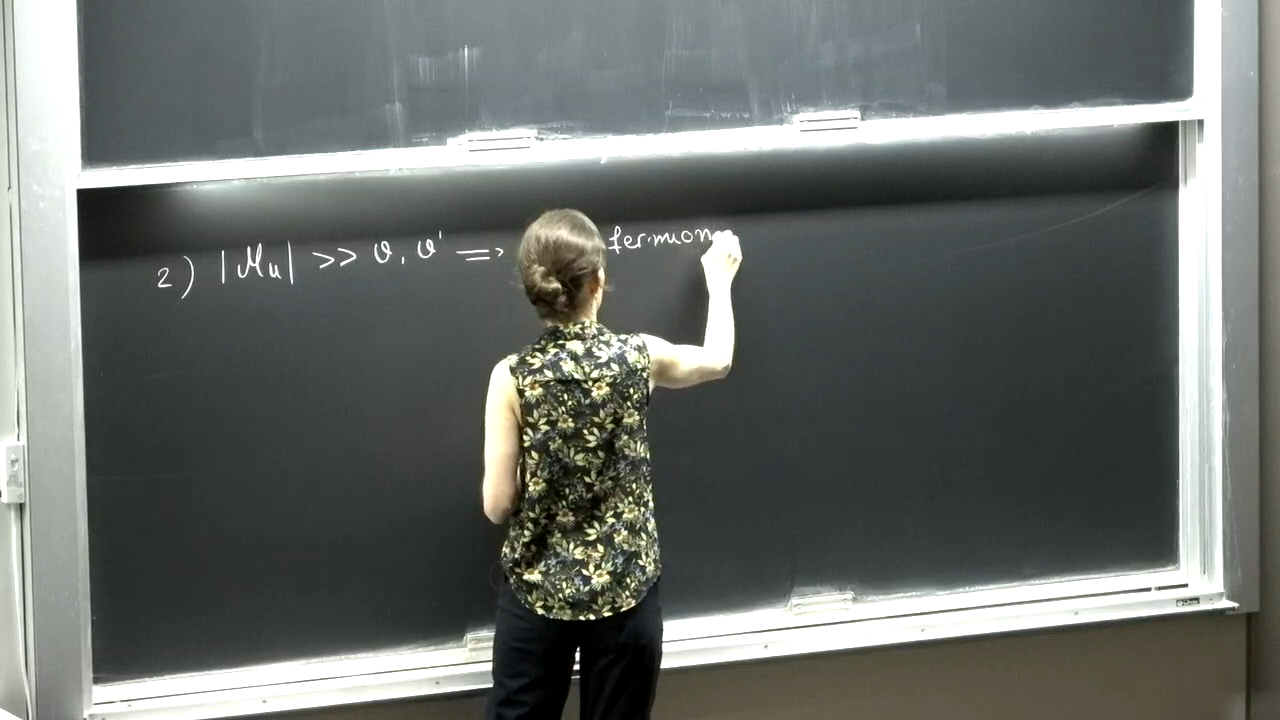 2) |Mu| >> v, v' => fermion